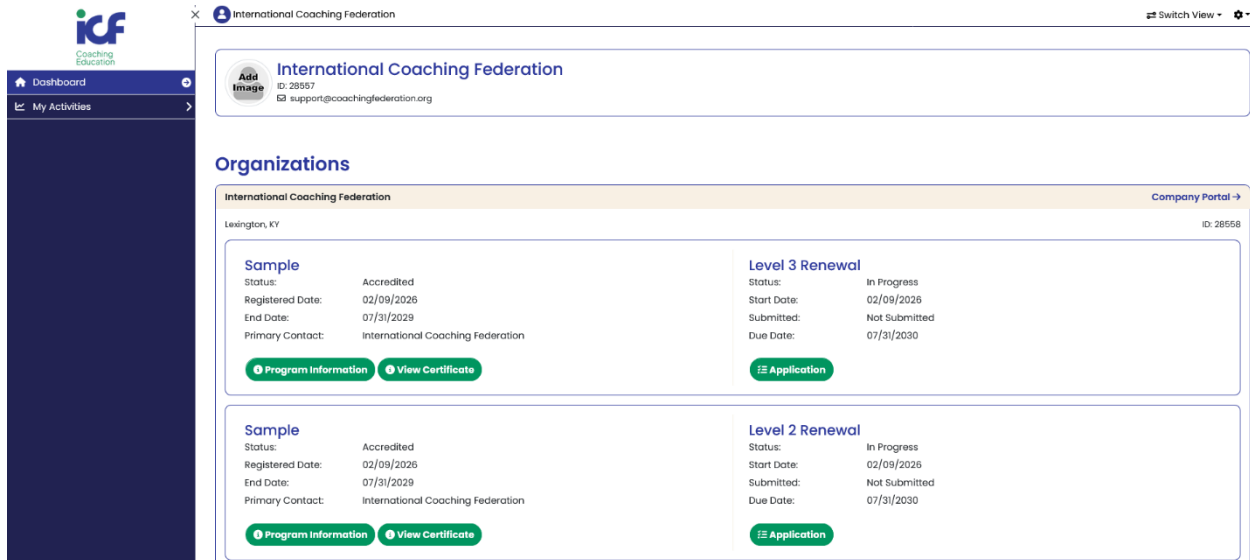 icf
Coaching
Education
Dashboard
My Activities
International Coaching Federation
Switch View
Add
Image
International Coaching Federation
ID: 28557
support@coachingfederation.org
Organizations
International Coaching Federation
Company Portal →
Lexington, KY
ID: 28558
Sample
Status: Accredited
Registered Date: 02/09/2026
End Date: 07/31/2029
Primary Contact: International Coaching Federation
Program Information
View Certificate
Level 3 Renewal
Status: In Progress
Start Date: 02/09/2026
Submitted: Not Submitted
Due Date: 07/31/2030
Application
Sample
Status: Accredited
Registered Date: 02/09/2026
End Date: 07/31/2029
Primary Contact: International Coaching Federation
Program Information
View Certificate
Level 2 Renewal
Status: In Progress
Start Date: 02/09/2026
Submitted: Not Submitted
Due Date: 07/31/2030
Application